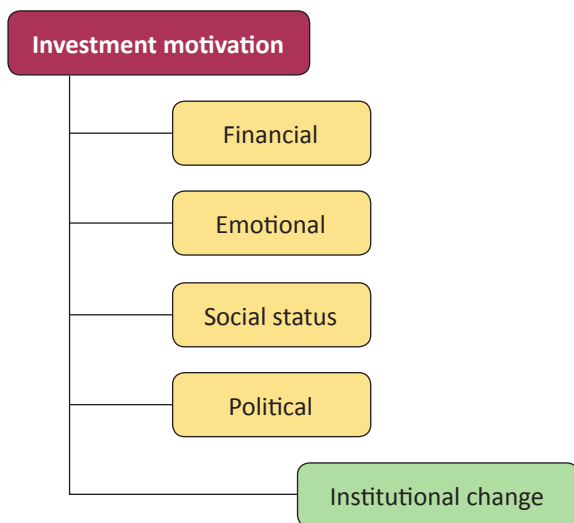 Investment motivation
Financial
Emotional
Social status
Political
Institutional change